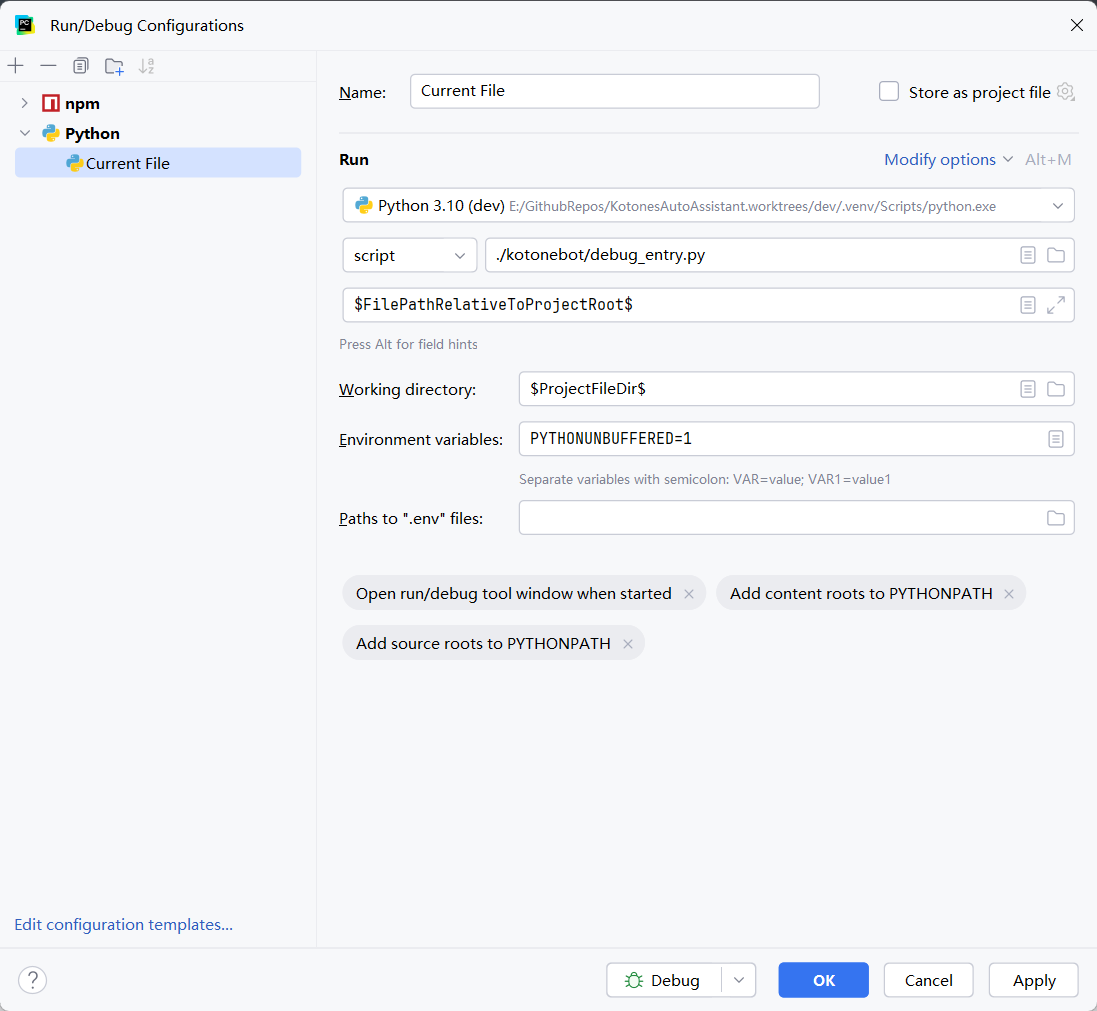 Run/Debug Configurations
npm
Python
Current File
Edit configuration templates...
Name: Current File Store as project file
Run Modify options Alt+M
Python 3.10 (dev) E:/GithubRepos/KotonesAutoAssistant.worktrees/dev/.venv/Scripts/python.exe
script ./kotonebot/debug_entry.py
$FilePathRelativeToProjectRoot$
Press Alt for field hints
Working directory: $ProjectFileDir$
Environment variables: PYTHONUNBUFFERED=1
Separate variables with semicolon: VAR=value; VAR1=value1
Paths to ".env" files:
Open run/debug tool window when started × Add content roots to PYTHONPATH ×
Add source roots to PYTHONPATH ×
? Debug OK Cancel Apply